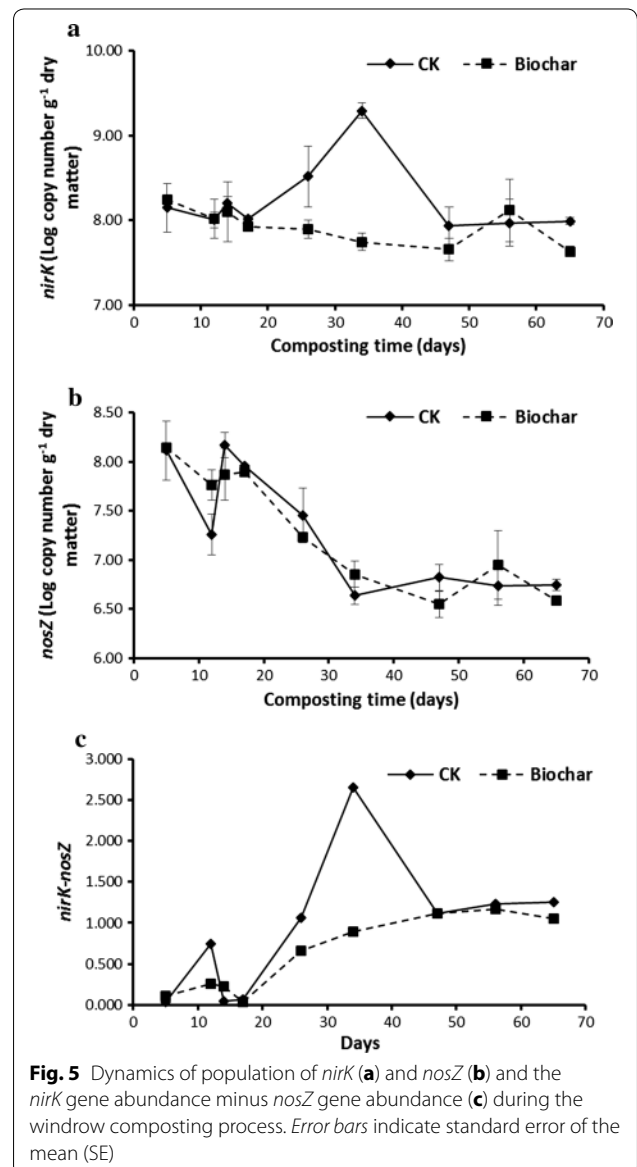 a
10.00
9.00
8.00
7.00
nirK (Log copy number g⁻¹ dry
matter)
CK
Biochar
0 10 20 30 40 50 60 70
Composting time (days)
b
8.50
8.00
7.50
7.00
6.50
6.00
nosZ (Log copy number g⁻¹ dry
matter)
CK
Biochar
0 10 20 30 40 50 60 70
Composting time (days)
c
3.000
2.500
2.000
1.500
1.000
0.500
0.000
nirK-nosZ
CK
Biochar
0 10 20 30 40 50 60 70
Days
Fig. 5 Dynamics of population of nirK (a) and nosZ (b) and the
nirK gene abundance minus nosZ gene abundance (c) during the
windrow composting process. Error bars indicate standard error of the
mean (SE)